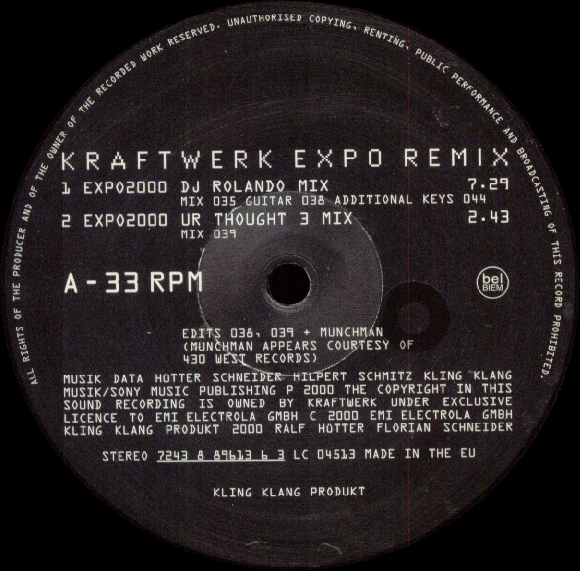 ALL RIGHTS OF THE PRODUCER AND OF THE OWNER OF THE RECORDED WORK RESERVED. UNAUTHORISED COPYING, RENTING, PUBLIC PERFORMANCE AND BROADCASTING OF THIS RECORD PROHIBITED.
KRAFTWERK EXPO REMIX
1 EXPO2000 DJ ROLANDO MIX 7.29
MIX 035 GUITAR 038 ADDITIONAL KEYS 044
2 EXPO2000 UR THOUGHT 3 MIX 2.43
MIX 039
A-33 RPM
bel
BIEM
EDITS 038, 039 + MUNCHMAN
(MUNCHMAN APPEARS COURTESY OF
430 WEST RECORDS)
MUSIK DATA HÜTTER SCHNEIDER HILPERT SCHMITZ KLING KLANG
MUSIK/SONY MUSIC PUBLISHING P 2000 THE COPYRIGHT IN THIS
SOUND RECORDING IS OWNED BY KRAFTWERK UNDER EXCLUSIVE
LICENCE TO EMI ELECTROLA GMBH C 2000 EMI ELECTROLA GMBH
KLING KLANG PRODUKT 2000 RALF HÜTTER FLORIAN SCHNEIDER
STEREO 7243 8 89613 6 3 LC 04513 MADE IN THE EU
KLING KLANG PRODUKT